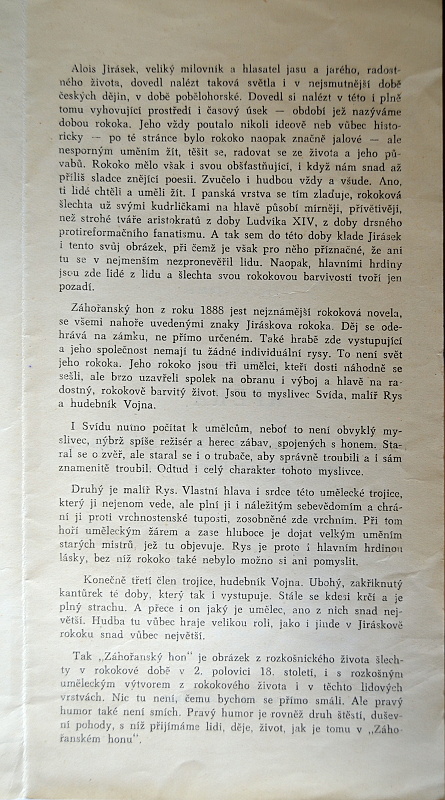 Alois Jirásek, veliký milovník a hlasatel jasu a jarého, radost-
ného života, dovedl nalézt taková světla i v nejsmutnější době
českých dějin, v době pobělohorské. Dovedl si nalézt v této i plně
tomu vyhovující prostředí i časový úsek — období jež nazýváme
dobou rokoka. Jeho vždy poutalo nikoli ideově neb vůbec histo-
ricky — po té stránce bylo rokoko naopak značně jalové — ale
nesporným uměním žít, těšit se, radovat se ze života a jeho pů-
vabů. Rokoko mělo však i svou obšťastňující, i když nám snad až
příliš sladce znějící poesii. Zvučelo i hudbou vždy a všude. Ano,
ti lidé chtěli a uměli žít. I panská vrstva se tím zlaďuje, rokoková
šlechta už svými kudrličkami na hlavě působí mírněji, přívětivěji,
než strohé tváře aristokratů z doby Ludvíka XIV, z doby drsného
protireformačního fanatismu. A tak sem do této doby klade Jirásek
i tento svůj obrázek, při čemž je však pro něho příznačné, že ani
tu se v nejmenším nezpronevěřil lidu. Naopak, hlavními hrdiny
jsou zde lidé z lidu a šlechta svou rokokovou barvivostí tvoří jen
pozadí.
Záhořanský hon z roku 1888 jest nejznámější rokoková novela,
se všemi nahoře uvedenými znaky Jiráskova rokoka. Děj se ode-
hrává na zámku, ne přímo určeném. Také hrabě zde vystupující
a jeho společnost nemají tu žádné individuální rysy. To není svět
jeho rokoka. Jeho rokoko jsou tři umělci, kteří dosti náhodně se
sešli, ale brzo uzavřeli spolek na obranu i výboj a hlavně na ra-
dostný, rokokově barvitý život. Jsou to myslivec Svída, malíř Rys
a hudebník Vojna.
I Svídu nutno počítat k umělcům, neboť to není obvyklý my-
slivec, nýbrž spíše režisér a herec zábav, spojených s honem. Sta-
ral se o zvěř, ale staral se i o trubače, aby správně troubili a i sám
znamenitě troubil. Odtud i celý charakter tohoto myslivce.
Druhý je malíř Rys. Vlastní hlava i srdce této umělecké trojice,
který ji nejenom vede, ale plní ji i náležitým sebevědomím a chrá-
ní ji proti vrchnostenské tuposti, zosobněné zde vrchním. Při tom
hoří uměleckým žárem a zase hluboce je dojat velkým uměním
starých mistrů, jež tu objevuje. Rys je proto i hlavním hrdinou
lásky, bez níž rokoko také nebylo možno si ani pomyslit.
Konečně třetí člen trojice, hudebník Vojna. Ubohý, zakřiknutý
kantůrek té doby, který tak i vystupuje. Stále se kdesi krčí a je
plný strachu. A přece i on jaký je umělec, ano z nich snad nej-
větší. Hudba tu vůbec hraje velikou roli, jako i jinde v Jiráskově
rokoku snad vůbec největší.
Tak „Záhořanský hon" je obrázek z rozkošnického života šlech-
ty v rokokové době v 2. polovici 18. století, i s rozkošným
uměleckým výtvorem z rokokového života i v těchto lidových
vrstvách. Nic tu není, čemu bychom se přímo smáli. Ale pravý
humor také není smích. Pravý humor je rovněž druh štěstí, dušev-
ní pohody, s níž přijímáme lidi, děje, život, jak je tomu v „Záho-
řanském honu".